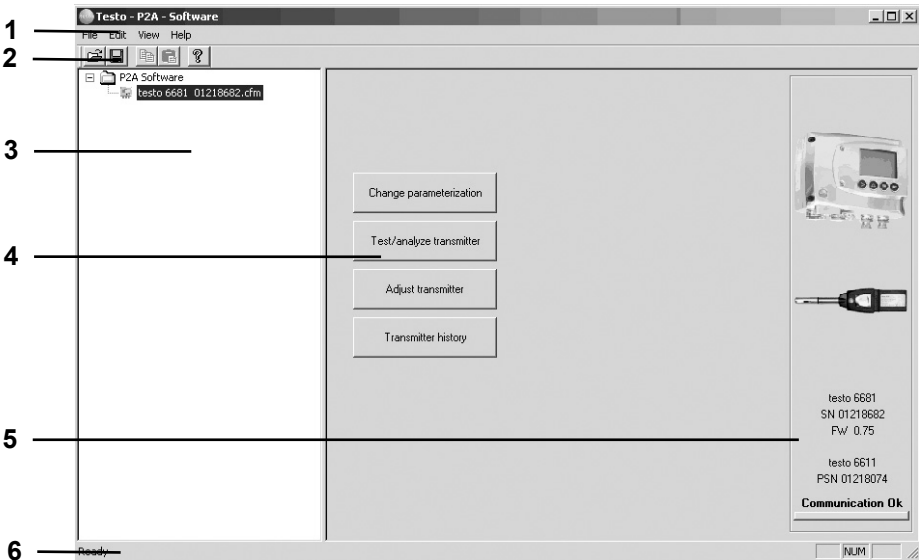 Testo - P2A - Software
1
File Edit View Help
2
P2A Software
testo 6681 01218682.cfm
3
Change parameterization
Test/analyze transmitter
4
Adjust transmitter
Transmitter history
testo 6681
SN 01218682
FW 0.75
5
testo 6611
PSN 01218074
Communication Ok
6
Ready
NUM